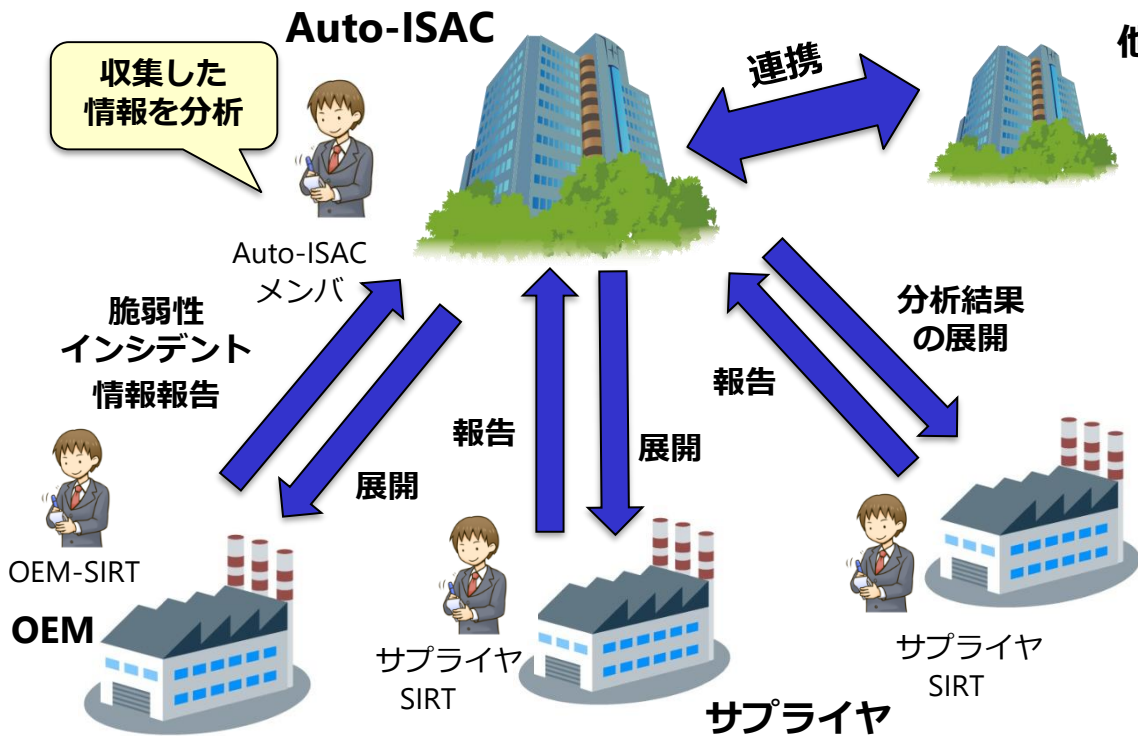 Auto-ISAC
他
収集した
情報を分析
連携
Auto-ISAC
メンバ
脆弱性
インシデント
情報報告
分析結果
の展開
報告
報告
展開
展開
OEM-SIRT
OEM
サプライヤ
SIRT
サプライヤ
SIRT
サプライヤ